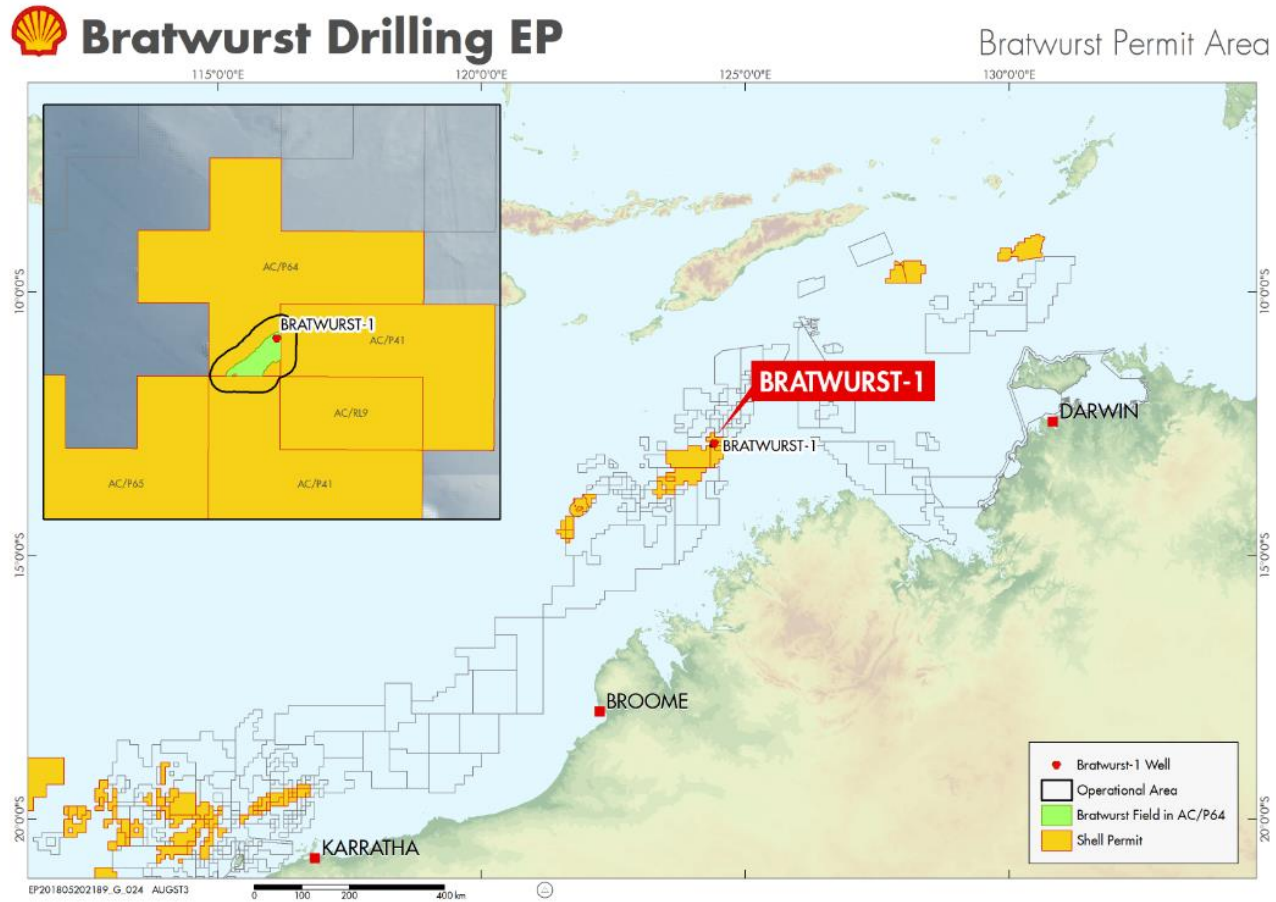 Bratwurst Drilling EP
Bratwurst Permit Area
115°0'0"E
120°0'0"E
125°0'0"E
130°0'0"E
AC/P64
BRATWURST-1
AC/P41
AC/RL9
AC/P65
AC/P41
10°0'0"S
10°0'0"S
BRATWURST-1
DARWIN
BRATWURST-1
15°0'0"S
15°0'0"S
BROOME
20°0'0"S
20°0'0"S
KARRATHA
Bratwurst-1 Well
Operational Area
Bratwurst Field in AC/P64
Shell Permit
EP201805202189_G_024 AUGST3
0 100 200 400 km